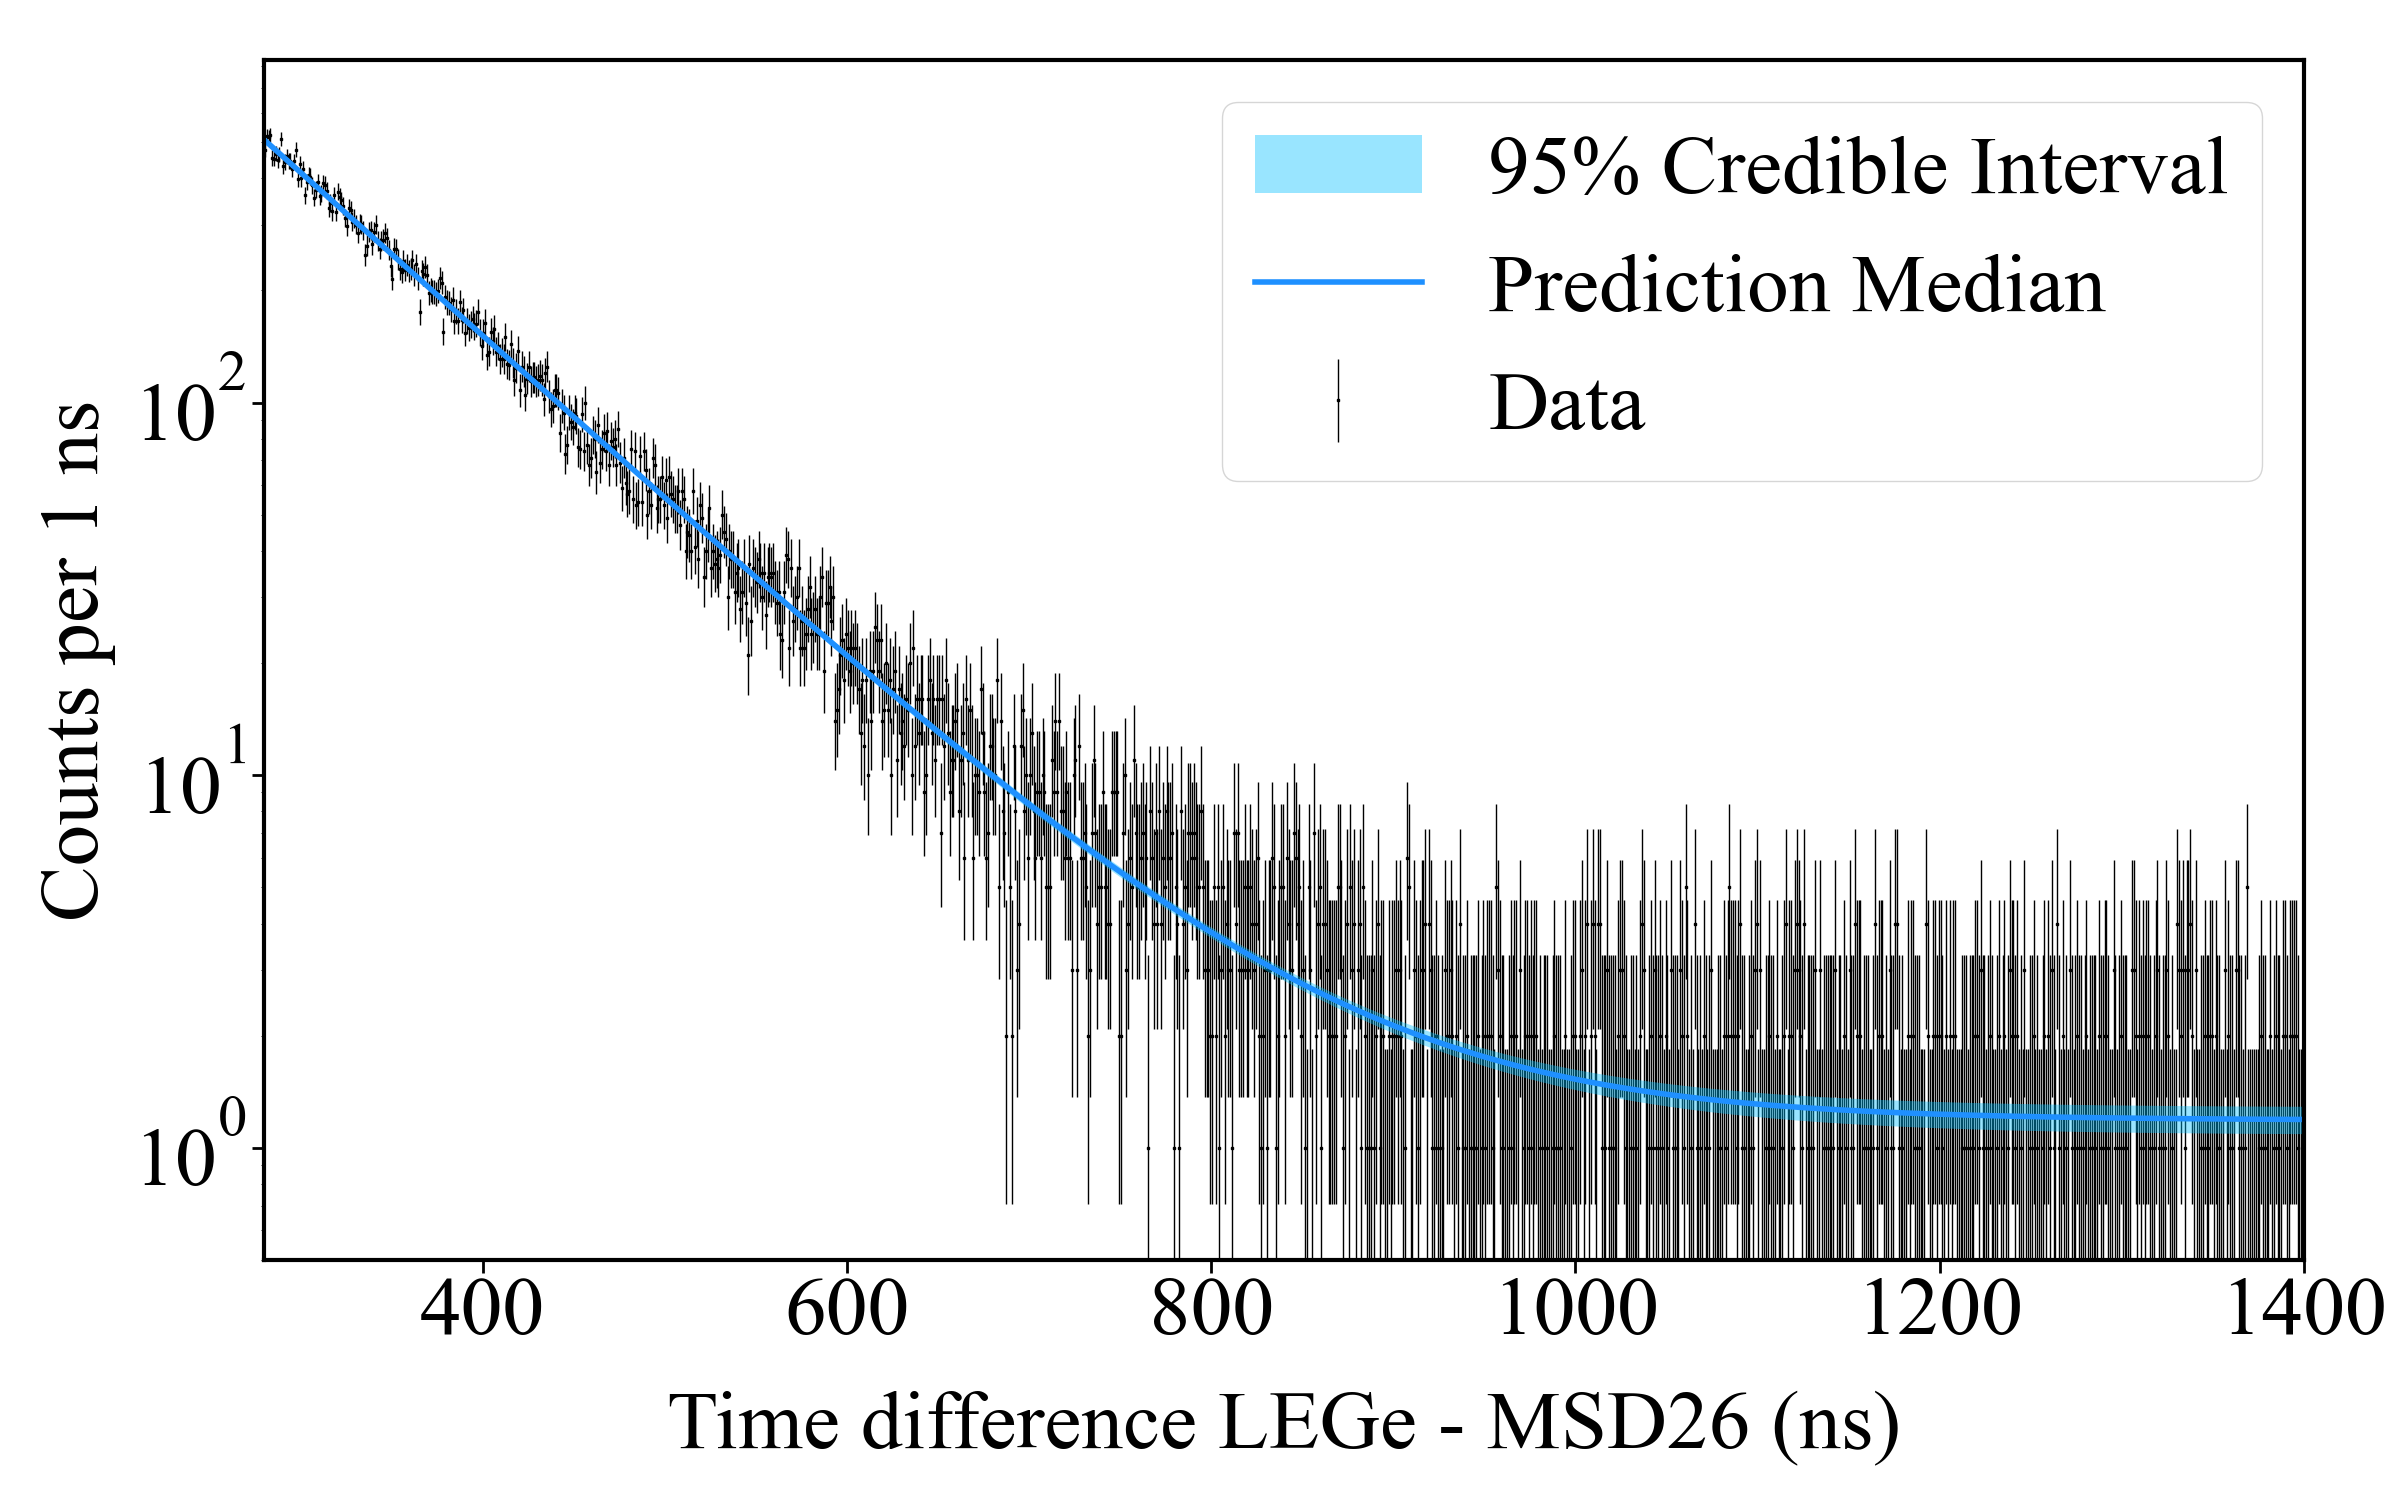 95% Credible Interval
Prediction Median
Data
Counts per 1 ns
10^2
10^1
10^0
400 600 800 1000 1200 1400
Time difference LEGe - MSD26 (ns)